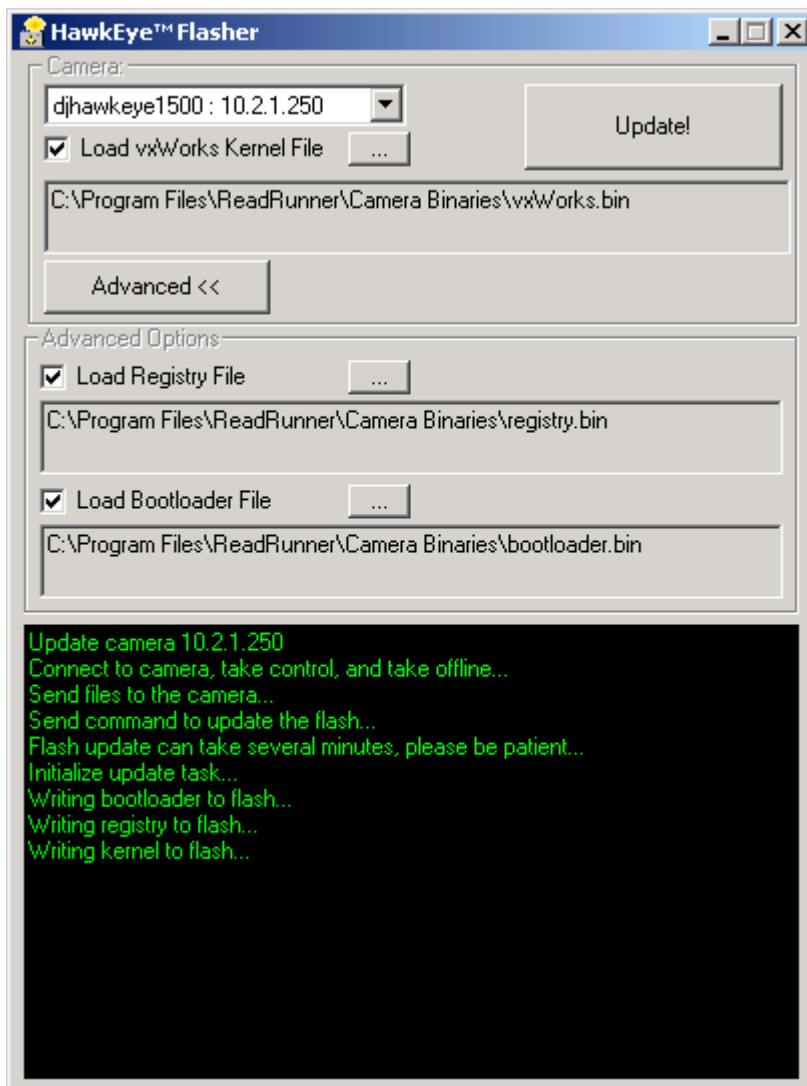 HawkEye™ Flasher
Camera:
djhawkeye1500 : 10.2.1.250
Update!
Load vxWorks Kernel File
...
C:\Program Files\ReadRunner\Camera Binaries\vxWorks.bin
Advanced <<
Advanced Options
Load Registry File
...
C:\Program Files\ReadRunner\Camera Binaries\registry.bin
Load Bootloader File
...
C:\Program Files\ReadRunner\Camera Binaries\bootloader.bin
Update camera 10.2.1.250
Connect to camera, take control, and take offline...
Send files to the camera...
Send command to update the flash...
Flash update can take several minutes, please be patient...
Initialize update task...
Writing bootloader to flash...
Writing registry to flash...
Writing kernel to flash...